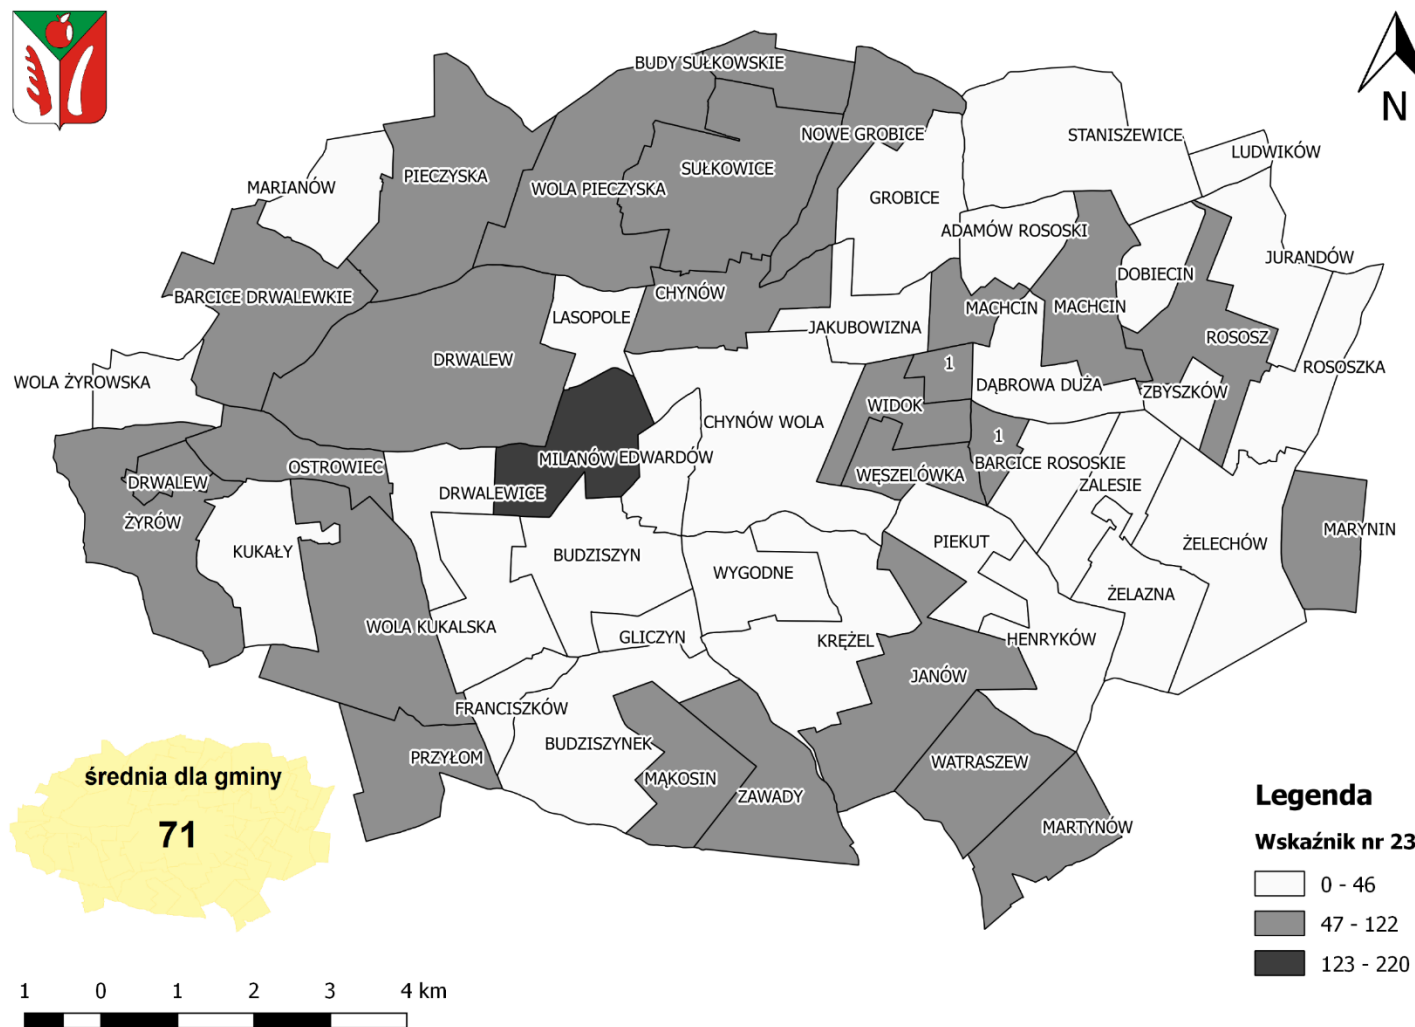 BUDY SUŁKOWSKIE
N
NOWE GROBICE
STANISZEWICE
LUDWIKÓW
MARIANÓW
PIECZYSKA
WOLA PIECZYSKA
SUŁKOWICE
GROBICE
ADAMÓW ROSOSKI
JURANDÓW
DOBIECIN
BARCICE DRWALEWKIE
CHYNÓW
MACHCIN
MACHCIN
LASOPOLE
JAKUBOWIZNA
ROSOSZ
DRWALEW
1
ROSOSZKA
WOLA ŻYROWSKA
DĄBROWA DUŻA
ZBYSZKÓW
WIDOK
CHYNÓW WOLA
1
MILANÓW
EDWARDÓW
BARCICE ROSOSKIE
OSTROWIEC
WĘSZELÓWKA
DRWALEW
ZALESIE
DRWALEWICE
ŻYRÓW
MARYNIN
KUKAŁY
BUDZISZYN
PIEKUT
ŻELECHÓW
WYGODNE
ŻELAZNA
WOLA KUKALSKA
GLICZYN
KRĘŻEL
HENRYKÓW
JANÓW
FRANCISZKÓW
BUDZISZYNEK
PRZYŁOM
WATRASZEW
MĄKOSIN
ZAWADY
MARTYNÓW
średnia dla gminy
71
Legenda
Wskaźnik nr 23
0 - 46
47 - 122
123 - 220
1 0 1 2 3 4 km